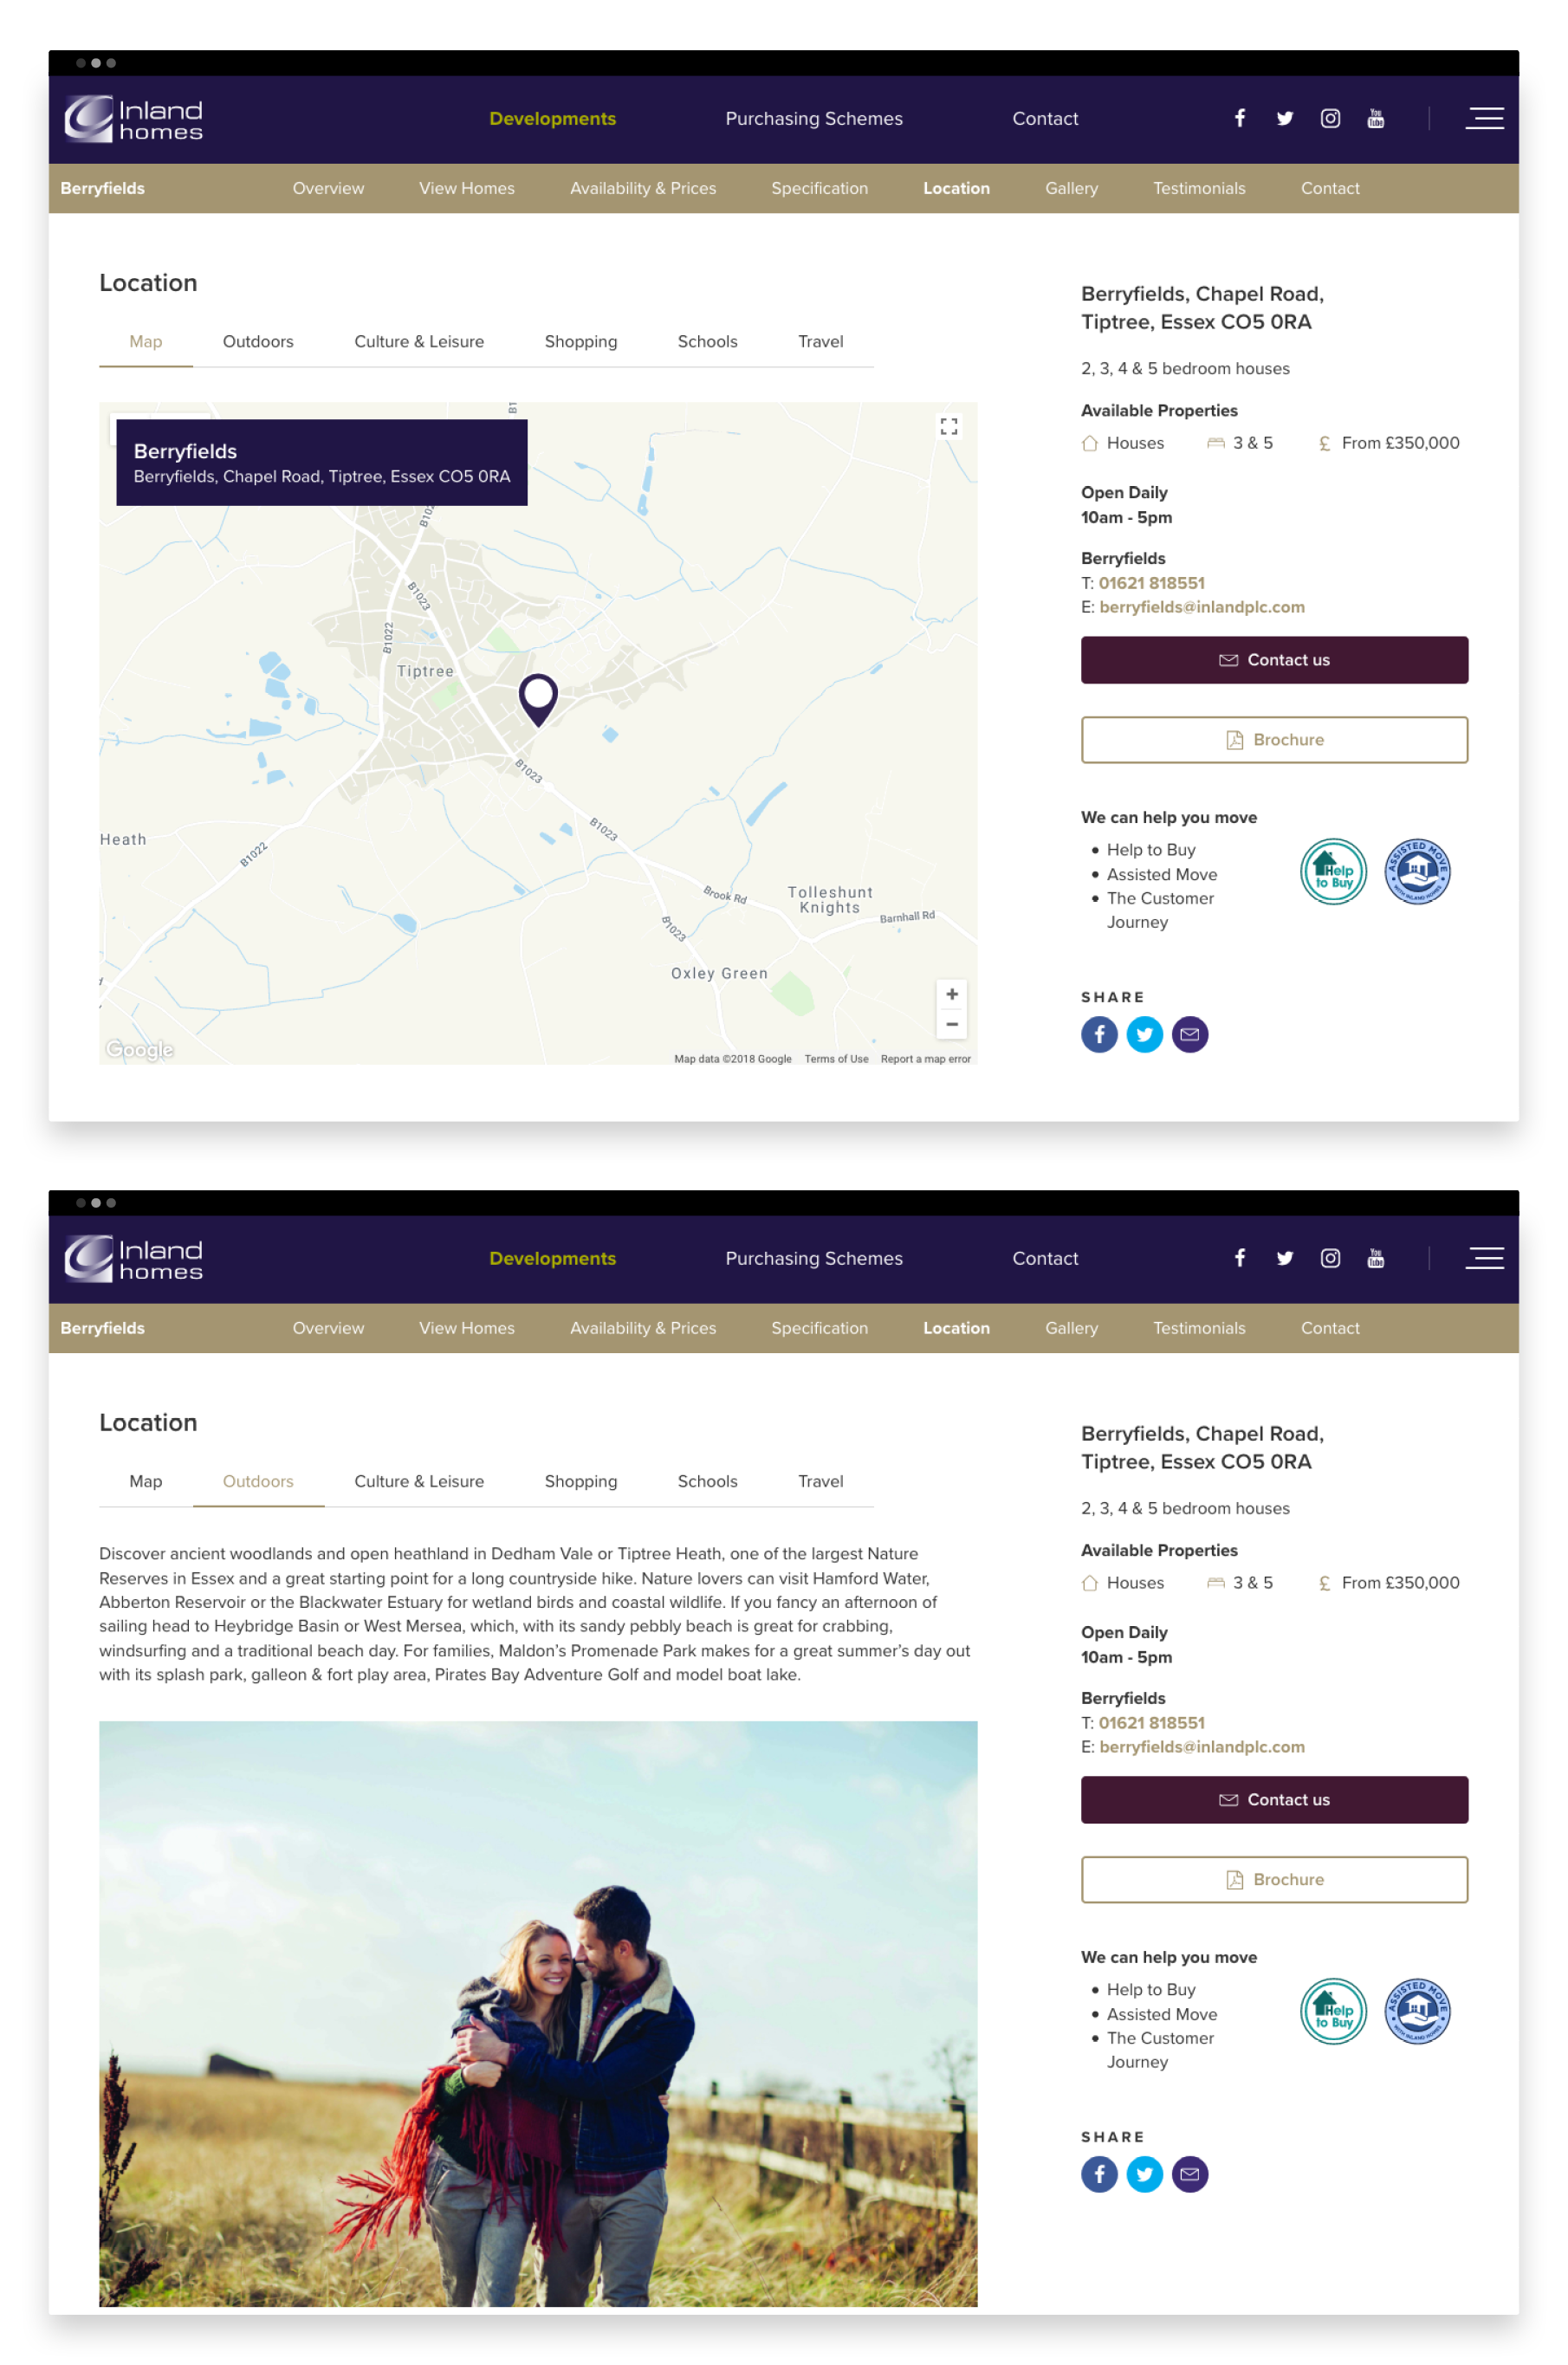 Inland
homes
Developments
Purchasing Schemes
Contact
You
Tube
Berryfields
Overview
View Homes
Availability & Prices
Specification
Location
Gallery
Testimonials
Contact
Location
Map
Outdoors
Culture & Leisure
Shopping
Schools
Travel
Berryfields
Berryfields, Chapel Road, Tiptree, Essex CO5 0RA
B1023
B1022
Tiptree
B1023
Heath
B1022
B1023
Brook Rd
Tolleshunt
Knights
Barnhall Rd
B1023
Oxley Green
+
−
Google
Map data ©2018 Google
Terms of Use
Report a map error
Berryfields, Chapel Road,
Tiptree, Essex CO5 0RA
2, 3, 4 & 5 bedroom houses
Available Properties
Houses
3 & 5
£ From £350,000
Open Daily
10am - 5pm
Berryfields
T: 01621 818551
E: berryfields@inlandplc.com
Contact us
Brochure
We can help you move
• Help to Buy
• Assisted Move
• The Customer
Journey
Help
to Buy
ASSISTED MOVE
WITH INLAND HOMES
SHARE
Inland
homes
Developments
Purchasing Schemes
Contact
You
Tube
Berryfields
Overview
View Homes
Availability & Prices
Specification
Location
Gallery
Testimonials
Contact
Location
Map
Outdoors
Culture & Leisure
Shopping
Schools
Travel
Discover ancient woodlands and open heathland in Dedham Vale or Tiptree Heath, one of the largest Nature
Reserves in Essex and a great starting point for a long countryside hike. Nature lovers can visit Hamford Water,
Abberton Reservoir or the Blackwater Estuary for wetland birds and coastal wildlife. If you fancy an afternoon of
sailing head to Heybridge Basin or West Mersea, which, with its sandy pebbly beach is great for crabbing,
windsurfing and a traditional beach day. For families, Maldon's Promenade Park makes for a great summer's day out
with its splash park, galleon & fort play area, Pirates Bay Adventure Golf and model boat lake.
Berryfields, Chapel Road,
Tiptree, Essex CO5 0RA
2, 3, 4 & 5 bedroom houses
Available Properties
Houses
3 & 5
£ From £350,000
Open Daily
10am - 5pm
Berryfields
T: 01621 818551
E: berryfields@inlandplc.com
Contact us
Brochure
We can help you move
• Help to Buy
• Assisted Move
• The Customer
Journey
Help
to Buy
ASSISTED MOVE
WITH INLAND HOMES
SHARE